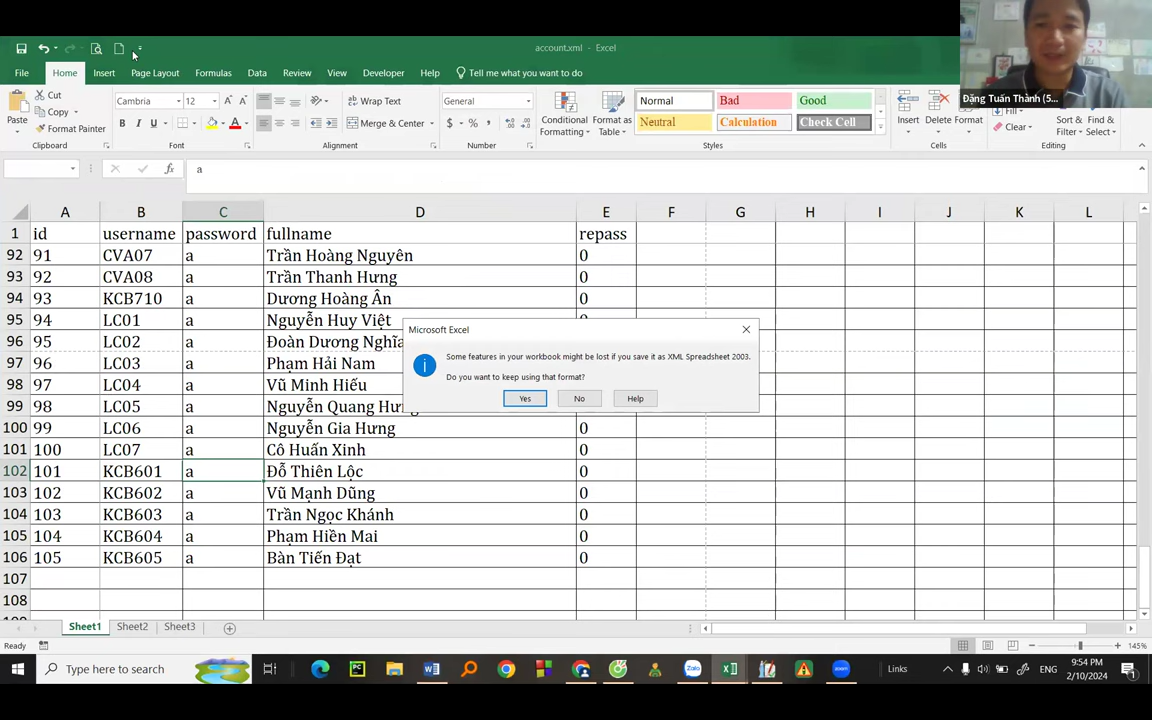 account.xml - Excel
Đặng Tuấn Thành (5...
File Home Insert Page Layout Formulas Data Review View Developer Help Tell me what you want to do
Cut
Copy
Format Painter
Paste
Clipboard
Cambria 12
B I U
Font
Wrap Text
Merge & Center
Alignment
General
$ % ,
Number
Conditional Formatting
Format as Table
Normal Bad Good
Neutral Calculation Check Cell
Styles
Insert Delete Format
Cells
Fill
Clear
Sort & Filter
Find & Select
Editing
fx a
A B C D E F G H I J K L
1 id username password fullname repass
92 91 CVA07 a Trần Hoàng Nguyên 0
93 92 CVA08 a Trần Thanh Hưng 0
94 93 KCB710 a Dương Hoàng Ân 0
95 94 LC01 a Nguyễn Huy Việt
96 95 LC02 a Đoàn Dương Nghĩa
97 96 LC03 a Phạm Hải Nam
98 97 LC04 a Vũ Minh Hiếu
99 98 LC05 a Nguyễn Quang Hưng
100 99 LC06 a Nguyễn Gia Hưng 0
101 100 LC07 a Cô Huấn Xinh 0
102 101 KCB601 a Đỗ Thiên Lộc 0
103 102 KCB602 a Vũ Mạnh Dũng 0
104 103 KCB603 a Trần Ngọc Khánh 0
105 104 KCB604 a Phạm Hiền Mai 0
106 105 KCB605 a Bàn Tiến Đạt 0
107
108
Microsoft Excel
Some features in your workbook might be lost if you save it as XML Spreadsheet 2003.
Do you want to keep using that format?
Yes No Help
Sheet1 Sheet2 Sheet3
Ready
145%
Type here to search
Links
ENG
9:54 PM
2/10/2024